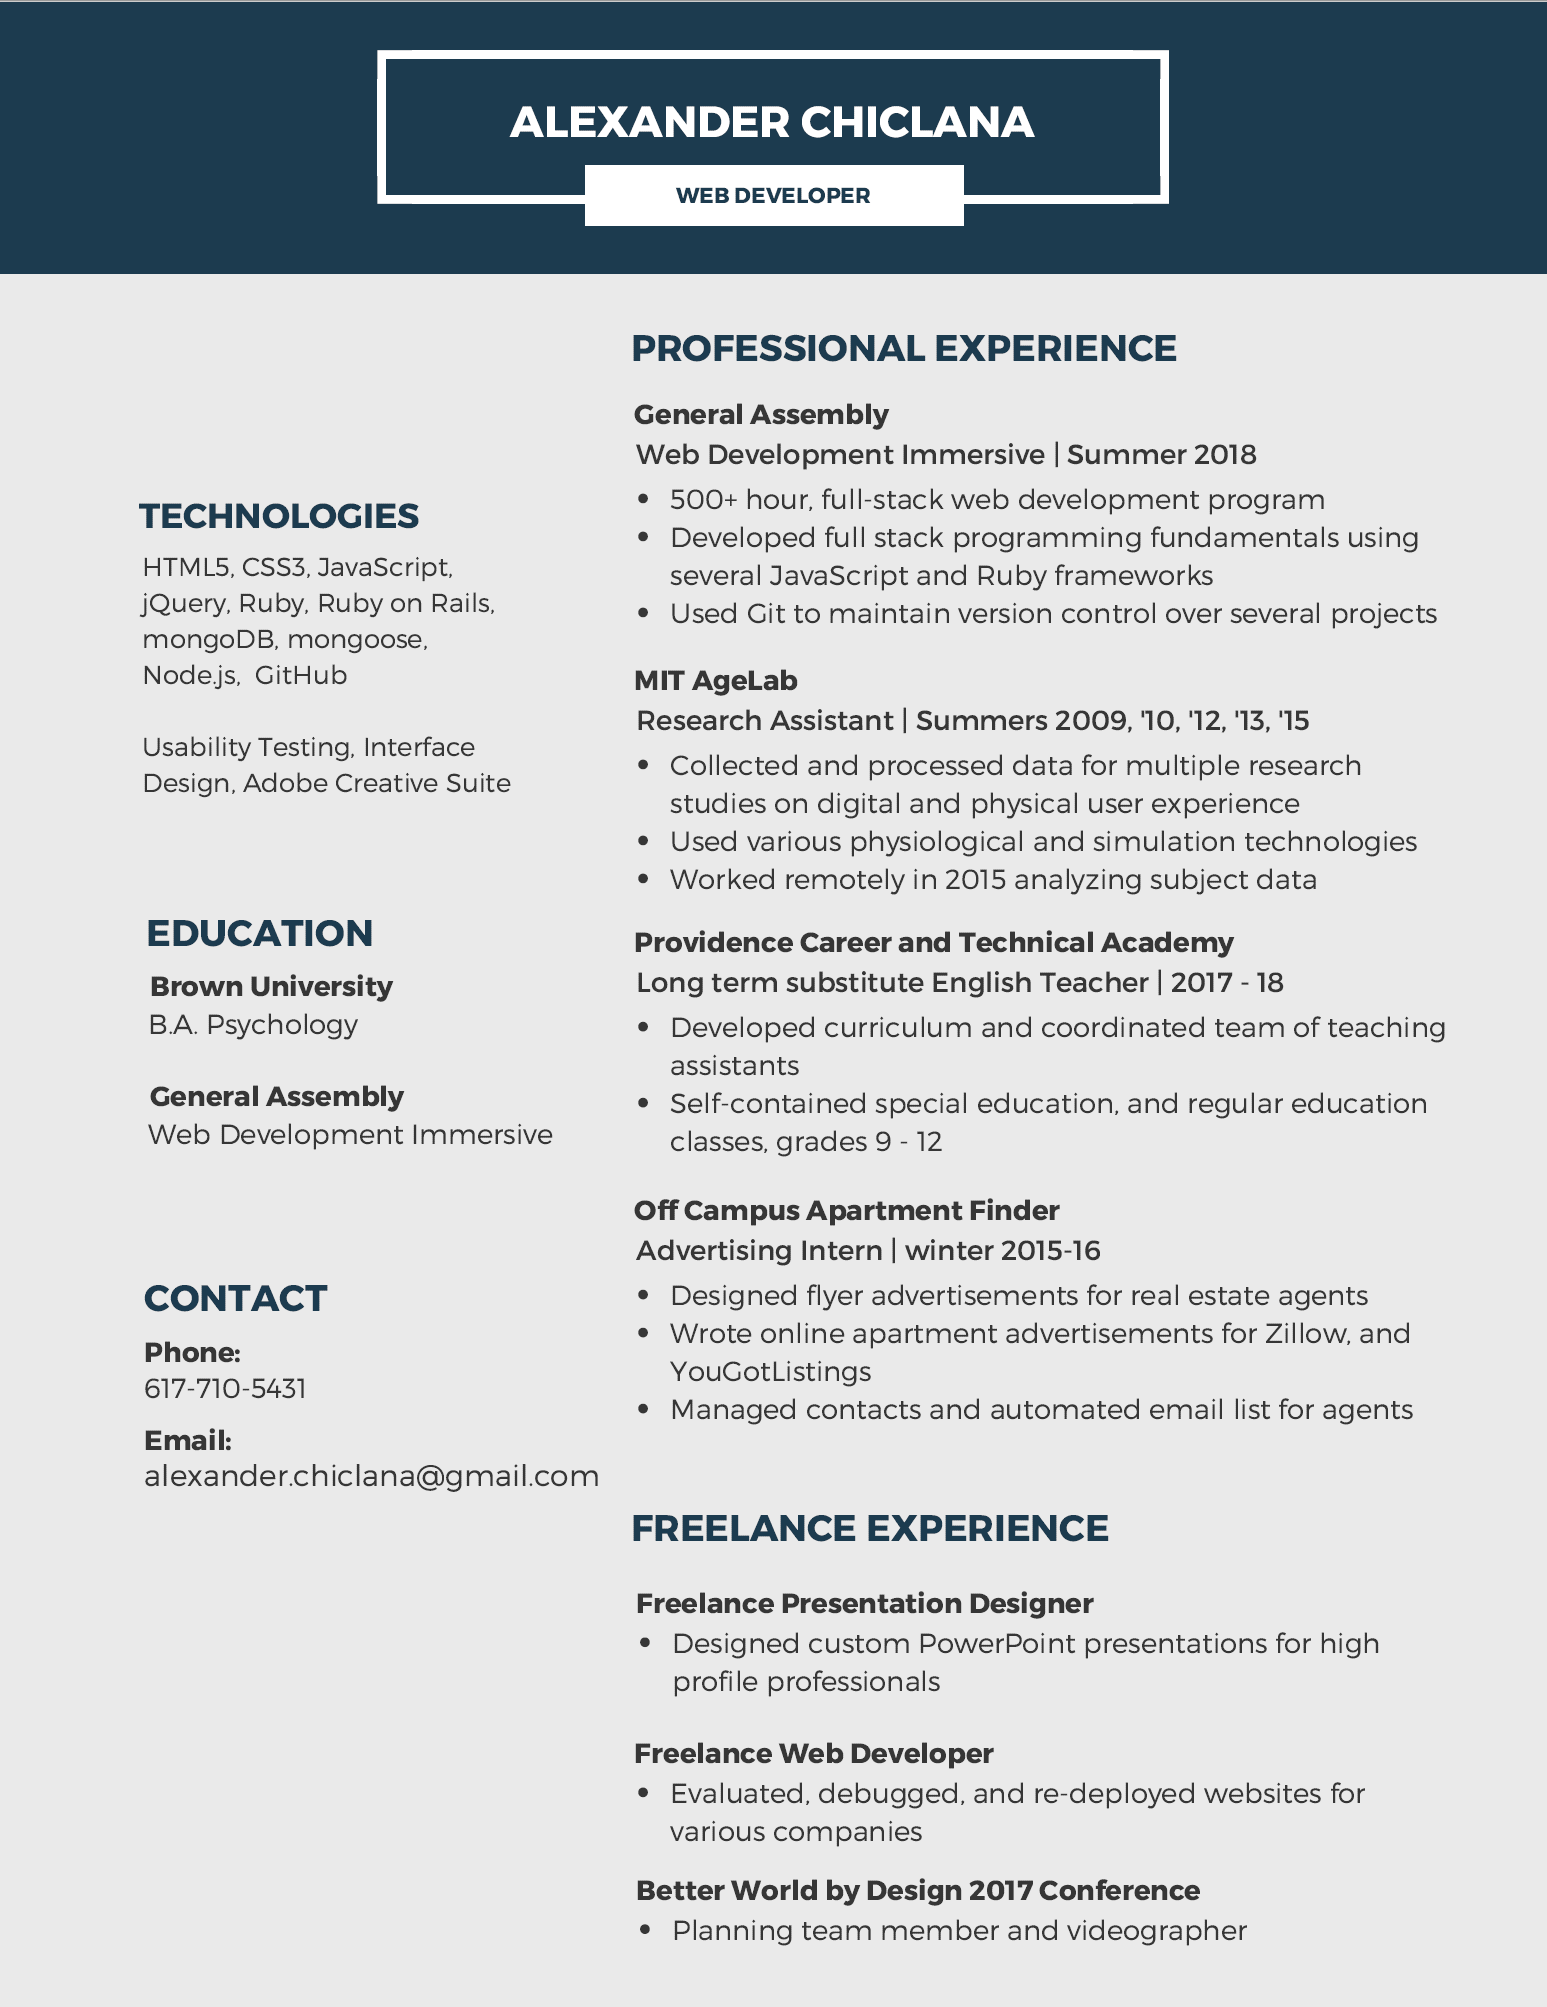 ALEXANDER CHICLANA
WEB DEVELOPER
TECHNOLOGIES
HTML5, CSS3, JavaScript,
jQuery, Ruby, Ruby on Rails,
mongoDB, mongoose,
Node.js,  GitHub
Usability Testing, Interface
Design, Adobe Creative Suite
EDUCATION
Brown University
B.A. Psychology
General Assembly
Web Development Immersive
CONTACT
Phone:
617-710-5431
Email:
alexander.chiclana@gmail.com
PROFESSIONAL EXPERIENCE
General Assembly
Web Development Immersive | Summer 2018
• 500+ hour, full-stack web development program
• Developed full stack programming fundamentals using
several JavaScript and Ruby frameworks
• Used Git to maintain version control over several projects
MIT AgeLab
Research Assistant | Summers 2009, '10, '12, '13, '15
• Collected and processed data for multiple research
studies on digital and physical user experience
• Used various physiological and simulation technologies
• Worked remotely in 2015 analyzing subject data
Providence Career and Technical Academy
Long term substitute English Teacher | 2017 - 18
• Developed curriculum and coordinated team of teaching
assistants
• Self-contained special education, and regular education
classes, grades 9 - 12
Off Campus Apartment Finder
Advertising Intern | winter 2015-16
• Designed flyer advertisements for real estate agents
• Wrote online apartment advertisements for Zillow, and
YouGotListings
• Managed contacts and automated email list for agents
FREELANCE EXPERIENCE
Freelance Presentation Designer
• Designed custom PowerPoint presentations for high
profile professionals
Freelance Web Developer
• Evaluated, debugged, and re-deployed websites for
various companies
Better World by Design 2017 Conference
• Planning team member and videographer